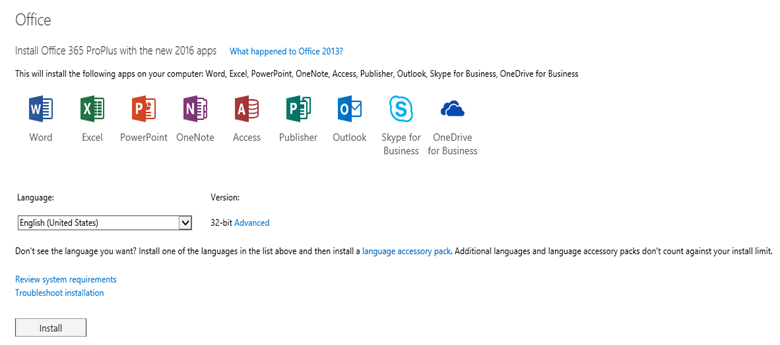 Office
Install Office 365 ProPlus with the new 2016 apps What happened to Office 2013?
This will install the following apps on your computer: Word, Excel, PowerPoint, OneNote, Access, Publisher, Outlook, Skype for Business, OneDrive for Business
W X P N A P O S
Word Excel PowerPoint OneNote Access Publisher Outlook Skype for OneDrive
Business for Business
Language: Version:
English (United States) 32-bit Advanced
Don't see the language you want? Install one of the languages in the list above and then install a language accessory pack. Additional languages and language accessory packs don't count against your install limit.
Review system requirements
Troubleshoot installation
Install